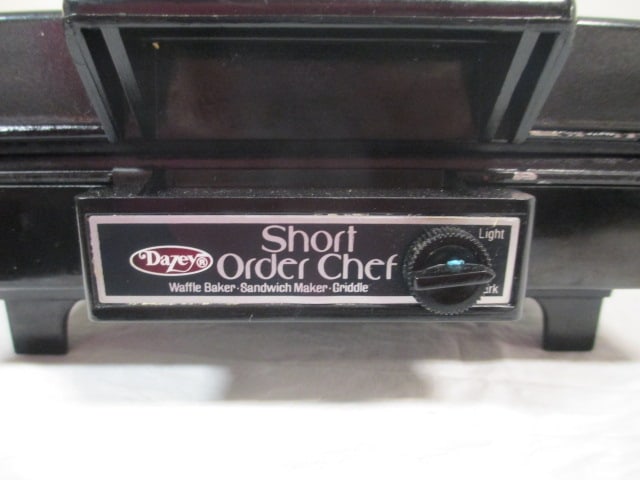 Dazey®
Short
Order Chef
Waffle Baker·Sandwich Maker·Griddle
Light